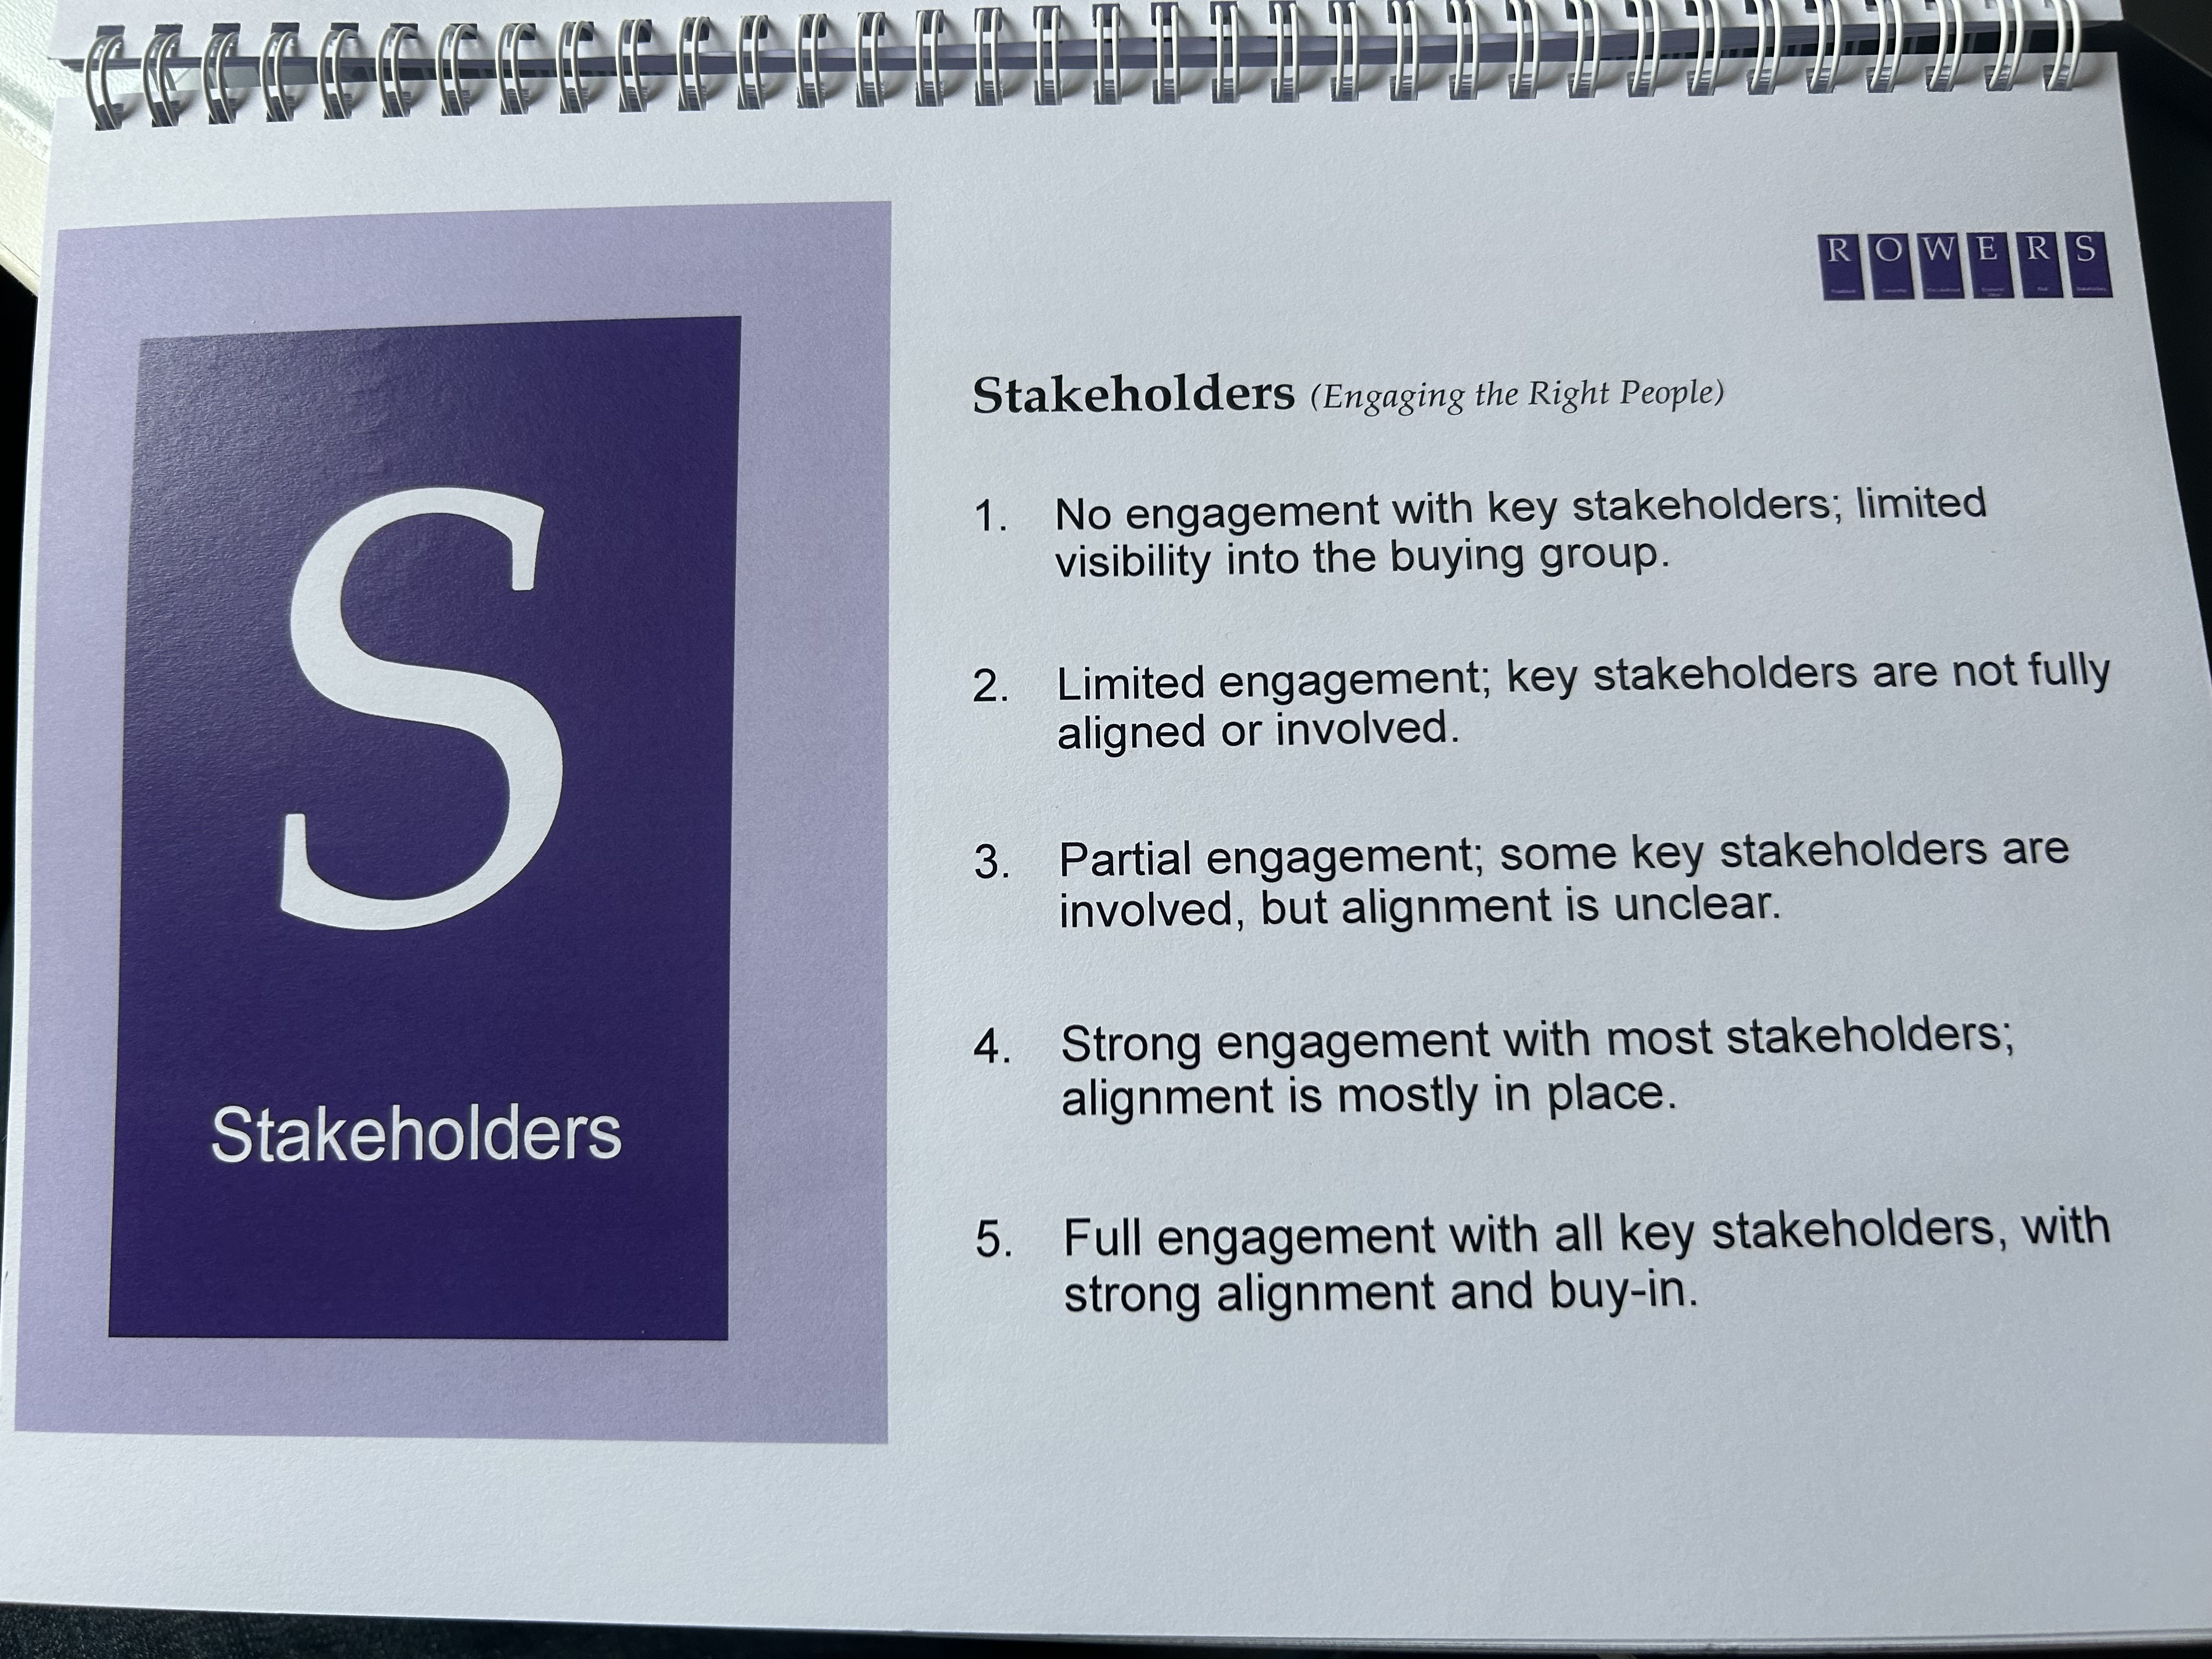 R O W E R S
S
Stakeholders
Stakeholders (Engaging the Right People)
1. No engagement with key stakeholders; limited
visibility into the buying group.
2. Limited engagement; key stakeholders are not fully
aligned or involved.
3. Partial engagement; some key stakeholders are
involved, but alignment is unclear.
4. Strong engagement with most stakeholders;
alignment is mostly in place.
5. Full engagement with all key stakeholders, with
strong alignment and buy-in.